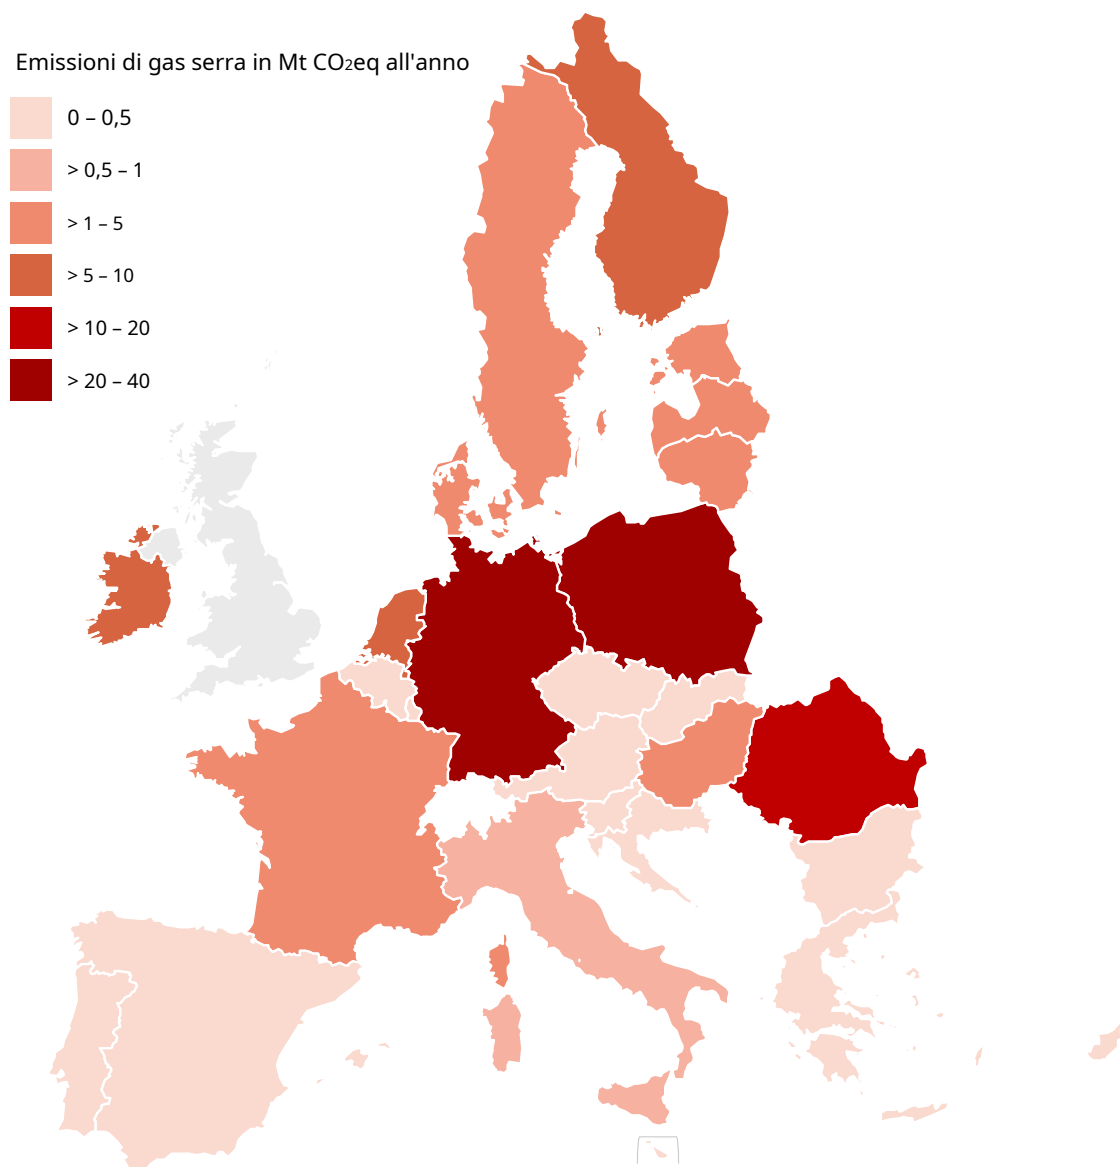 Emissioni di gas serra in Mt CO₂eq all'anno
0 – 0,5
> 0,5 – 1
> 1 – 5
> 5 – 10
> 10 – 20
> 20 – 40